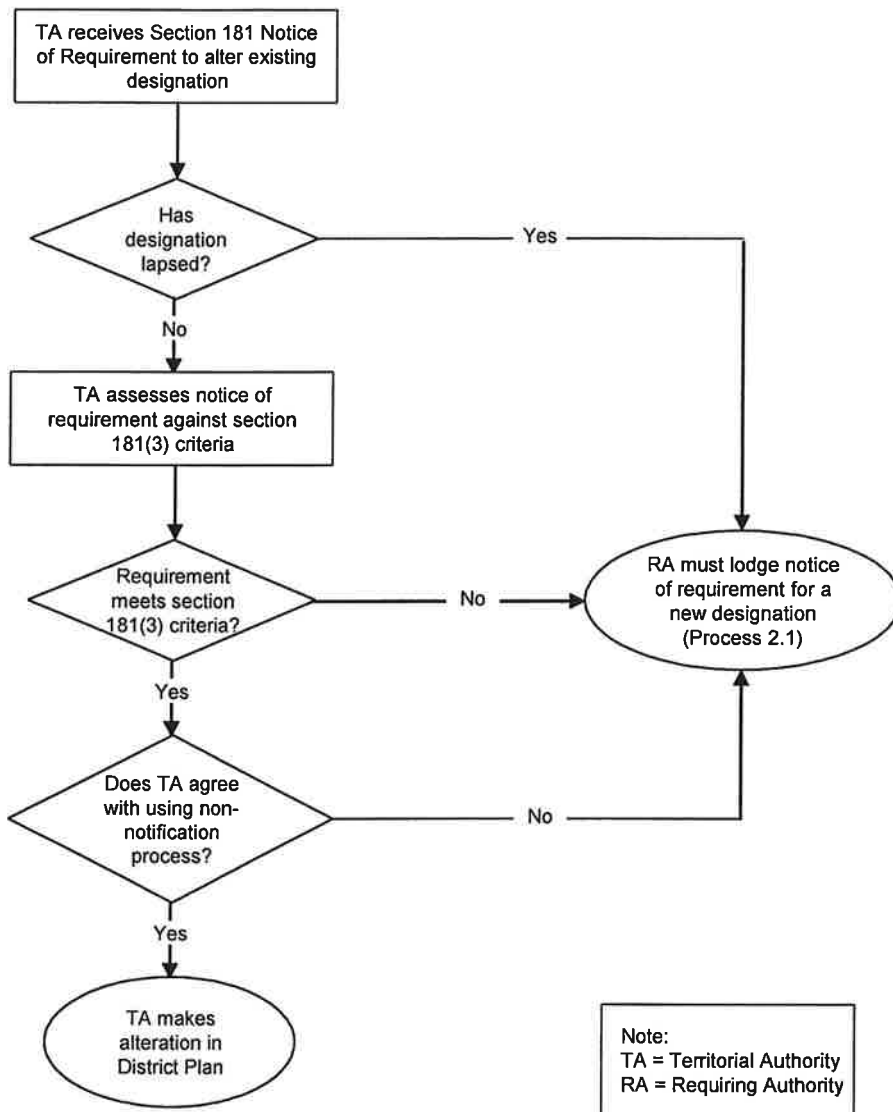 TA receives Section 181 Notice
of Requirement to alter existing
designation
Has
designation
lapsed?
Yes
No
TA assesses notice of
requirement against section
181(3) criteria
Requirement
meets section
181(3) criteria?
No
RA must lodge notice
of requirement for a
new designation
(Process 2.1)
Yes
Does TA agree
with using non-
notification
process?
No
Yes
TA makes
alteration in
District Plan
Note:
TA = Territorial Authority
RA = Requiring Authority